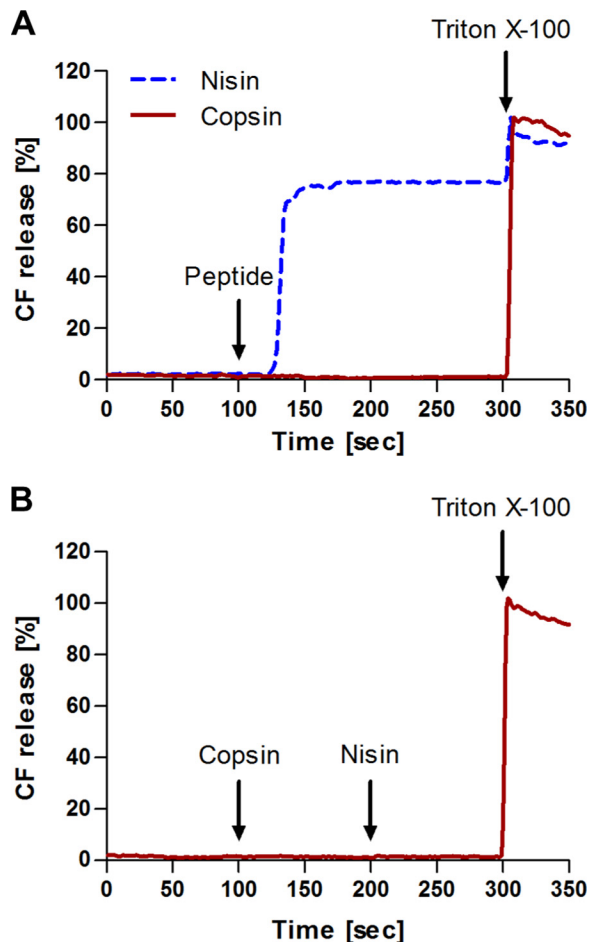 A
Triton X-100
120
100
80
60
40
20
0
CF release [%]
Nisin
Copsin
Peptide
0 50 100 150 200 250 300 350
Time [sec]
B
Triton X-100
120
100
80
60
40
20
0
CF release [%]
Copsin Nisin
0 50 100 150 200 250 300 350
Time [sec]